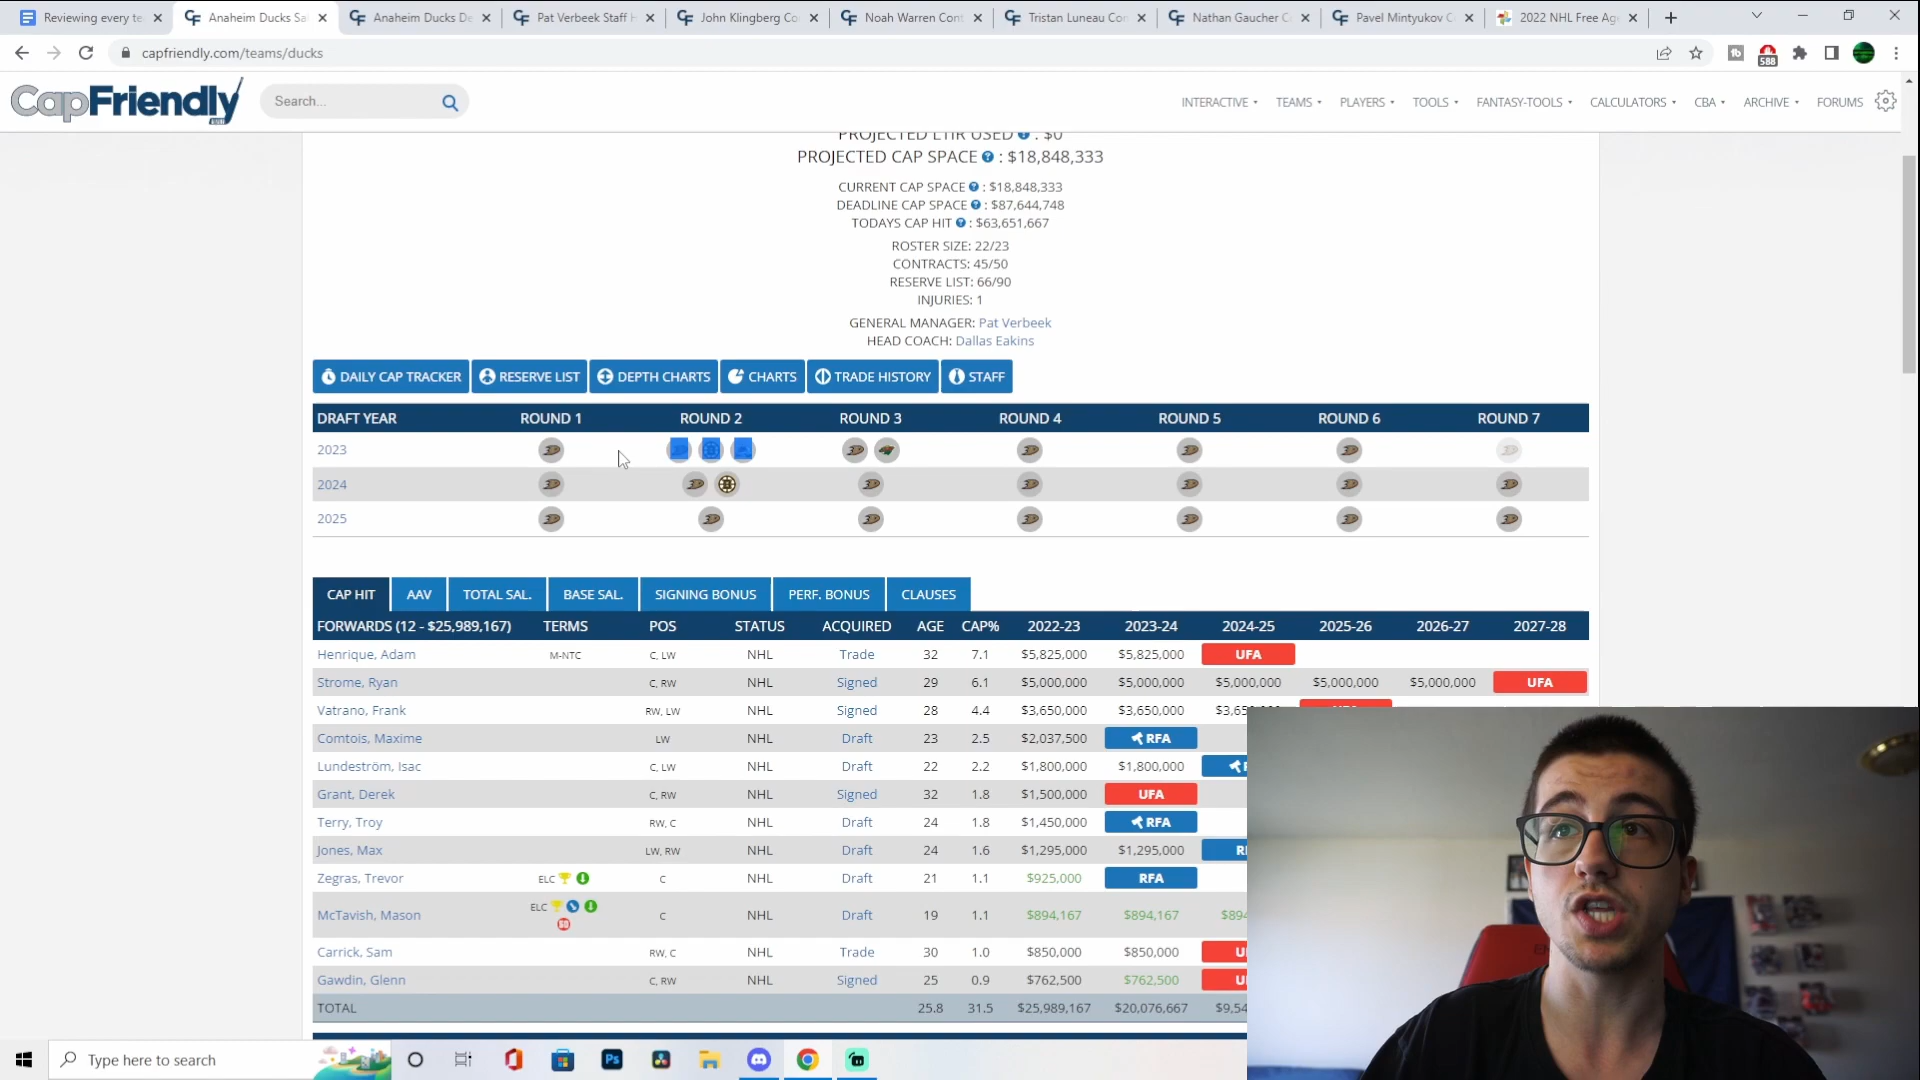 Reviewing every te
Anaheim Ducks Sa
Anaheim Ducks De
Pat Verbeek Staff H
John Klingberg Co
Noah Warren Cont
Tristan Luneau Con
Nathan Gaucher C
Pavel Mintyukov C
2022 NHL Free Age
capfriendly.com/teams/ducks
588
CapFriendly
Search...
INTERACTIVE TEAMS PLAYERS TOOLS FANTASY-TOOLS CALCULATORS CBA ARCHIVE FORUMS
PROJECTED LTIR USED : $0
PROJECTED CAP SPACE : $18,848,333
CURRENT CAP SPACE : $18,848,333
DEADLINE CAP SPACE : $87,644,748
TODAYS CAP HIT : $63,651,667
ROSTER SIZE: 22/23
CONTRACTS: 45/50
RESERVE LIST: 66/90
INJURIES: 1
GENERAL MANAGER: Pat Verbeek
HEAD COACH: Dallas Eakins
DAILY CAP TRACKER RESERVE LIST DEPTH CHARTS CHARTS TRADE HISTORY STAFF
DRAFT YEAR ROUND 1 ROUND 2 ROUND 3 ROUND 4 ROUND 5 ROUND 6 ROUND 7
2023
2024
2025
CAP HIT AAV TOTAL SAL. BASE SAL. SIGNING BONUS PERF. BONUS CLAUSES
FORWARDS (12 - $25,989,167) TERMS POS STATUS ACQUIRED AGE CAP% 2022-23 2023-24 2024-25 2025-26 2026-27 2027-28
Henrique, Adam M-NTC C, LW NHL Trade 32 7.1 $5,825,000 $5,825,000 UFA
Strome, Ryan C, RW NHL Signed 29 6.1 $5,000,000 $5,000,000 $5,000,000 $5,000,000 $5,000,000 UFA
Vatrano, Frank RW, LW NHL Signed 28 4.4 $3,650,000 $3,650,000
Comtois, Maxime LW NHL Draft 23 2.5 $2,037,500 RFA
Lundeström, Isac C, LW NHL Draft 22 2.2 $1,800,000 $1,800,000
Grant, Derek C, RW NHL Signed 32 1.8 $1,500,000 UFA
Terry, Troy RW, C NHL Draft 24 1.8 $1,450,000 RFA
Jones, Max LW, RW NHL Draft 24 1.6 $1,295,000 $1,295,000
Zegras, Trevor ELC C NHL Draft 21 1.1 $925,000 RFA
McTavish, Mason ELC C NHL Draft 19 1.1 $894,167 $894,167 $894
Carrick, Sam RW, C NHL Trade 30 1.0 $850,000 $850,000
Gawdin, Glenn C, RW NHL Signed 25 0.9 $762,500 $762,500
TOTAL 25.8 31.5 $25,989,167 $20,076,667 $9,54
Type here to search